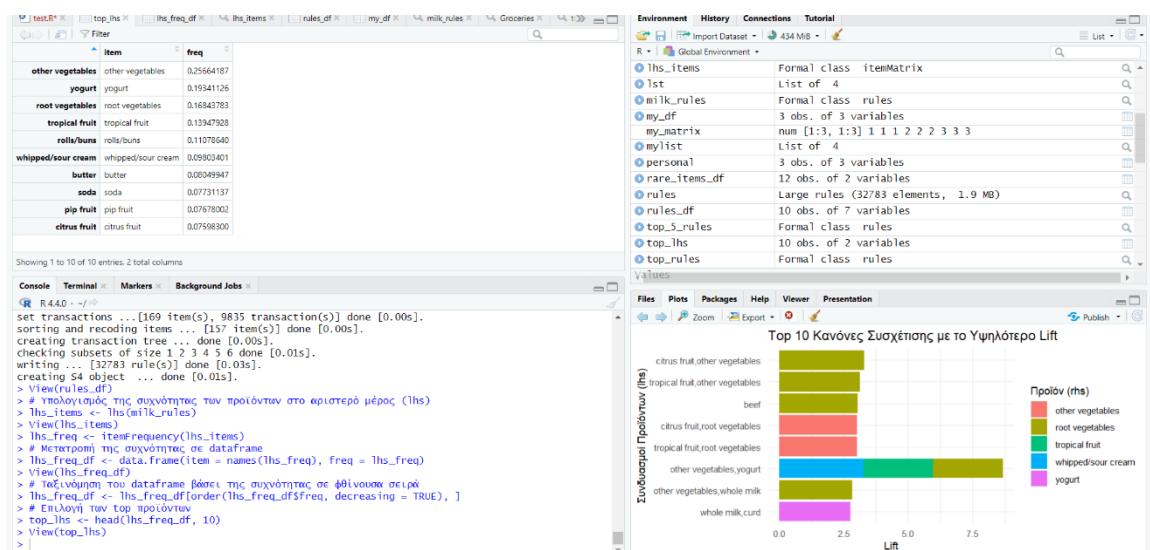 test.R* × top_lhs × lhs_freq_df × lhs_items × rules_df × my_df × milk_rules × Groceries ×
Filter
item freq
other vegetables other vegetables 0.25664187
yogurt yogurt 0.19341126
root vegetables root vegetables 0.16843783
tropical fruit tropical fruit 0.13947928
rolls/buns rolls/buns 0.11078640
whipped/sour cream whipped/sour cream 0.09803401
butter butter 0.08049947
soda soda 0.07731137
pip fruit pip fruit 0.07678002
citrus fruit citrus fruit 0.07598300
Showing 1 to 10 of 10 entries, 2 total columns
Console Terminal × Markers × Background Jobs ×
R 4.4.0 · ~/
set transactions ...[169 item(s), 9835 transaction(s)] done [0.00s].
sorting and recoding items ... [157 item(s)] done [0.00s].
creating transaction tree ... done [0.00s].
checking subsets of size 1 2 3 4 5 6 done [0.01s].
writing ... [32783 rule(s)] done [0.03s].
creating S4 object  ... done [0.01s].
> View(rules_df)
> # Υπολογισμός της συχνότητας των προϊόντων στο αριστερό μέρος (lhs)
> lhs_items <- lhs(milk_rules)
> View(lhs_items)
> lhs_freq <- itemFrequency(lhs_items)
> # Μετατροπή της συχνότητας σε dataframe
> lhs_freq_df <- data.frame(item = names(lhs_freq), freq = lhs_freq)
> View(lhs_freq_df)
> # Ταξινόμηση του dataframe βάσει της συχνότητας σε φθίνουσα σειρά
> lhs_freq_df <- lhs_freq_df[order(lhs_freq_df$freq, decreasing = TRUE), ]
> # Επιλογή των top προϊόντων
> top_lhs <- head(lhs_freq_df, 10)
> View(top_lhs)
>
Environment History Connections Tutorial
Import Dataset 434 MiB List
R Global Environment
lhs_items Formal class itemMatrix
lst List of 4
milk_rules Formal class rules
my_df 3 obs. of 3 variables
my_matrix num [1:3, 1:3] 1 1 1 2 2 2 3 3 3
mylist List of 4
personal 3 obs. of 3 variables
rare_items_df 12 obs. of 2 variables
rules Large rules (32783 elements, 1.9 MB)
rules_df 10 obs. of 7 variables
top_5_rules Formal class rules
top_lhs 10 obs. of 2 variables
top_rules Formal class rules
Values
Files Plots Packages Help Viewer Presentation
Zoom Export Publish
Top 10 Κανόνες Συσχέτισης με το Υψηλότερο Lift
Συνδυασμοί Προϊόντων (lhs)
citrus fruit,other vegetables
tropical fruit,other vegetables
beef
citrus fruit,root vegetables
tropical fruit,root vegetables
other vegetables,yogurt
other vegetables,whole milk
whole milk,curd
0.0 2.5 5.0 7.5
Lift
Προϊόν (rhs)
other vegetables
root vegetables
tropical fruit
whipped/sour cream
yogurt